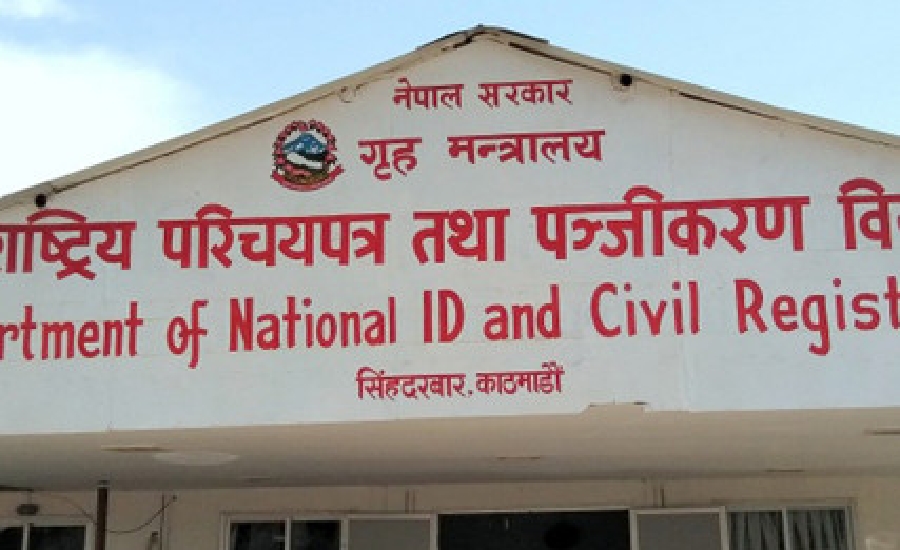 नेपाल सरकार
गृह मन्त्रालय
राष्ट्रिय परिचयपत्र तथा पञ्जीकरण वि
rtment of National ID and Civil Regist
सिंहदरबार, काठमाडौं